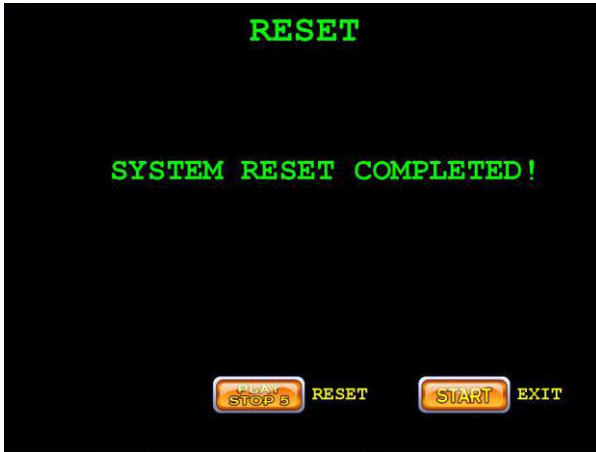 RESET
SYSTEM RESET COMPLETED!
PLAY
STOP 5
RESET
START
EXIT